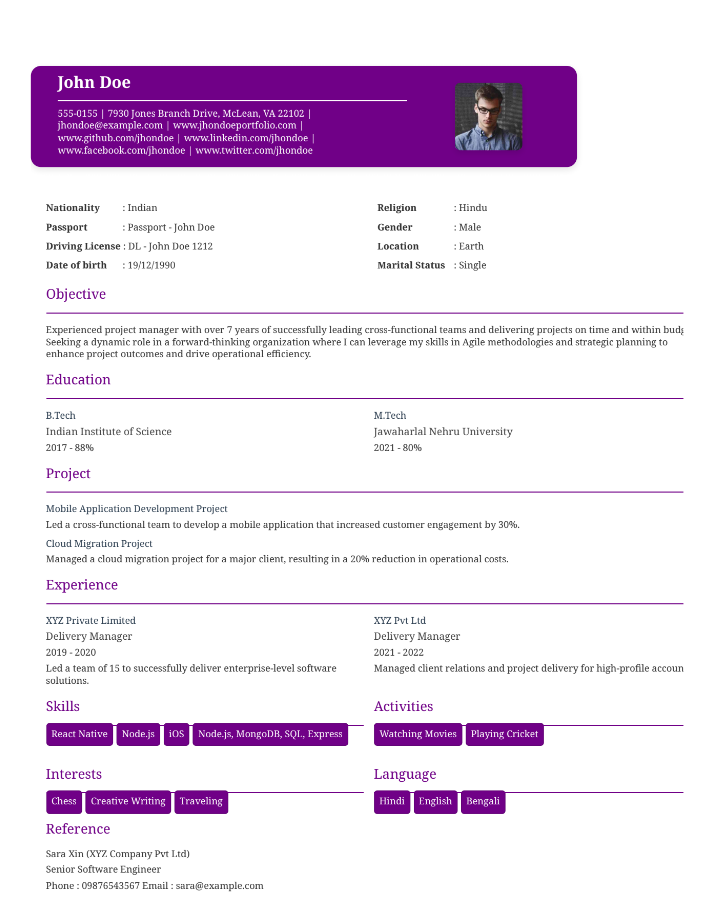 John Doe
555-0155 | 7930 Jones Branch Drive, McLean, VA 22102 |
jhondoe@example.com | www.jhondoeportfolio.com |
www.github.com/jhondoe | www.linkedin.com/jhondoe |
www.facebook.com/jhondoe | www.twitter.com/jhondoe
Nationality : Indian
Passport : Passport - John Doe
Driving License : DL - John Doe 1212
Date of birth : 19/12/1990
Religion : Hindu
Gender : Male
Location : Earth
Marital Status : Single
Objective
Experienced project manager with over 7 years of successfully leading cross-functional teams and delivering projects on time and within
Seeking a dynamic role in a forward-thinking organization where I can leverage my skills in Agile methodologies and strategic planning to
enhance project outcomes and drive operational efficiency.
Education
B.Tech
Indian Institute of Science
2017 - 88%
M.Tech
Jawaharlal Nehru University
2021 - 80%
Project
Mobile Application Development Project
Led a cross-functional team to develop a mobile application that increased customer engagement by 30%.
Cloud Migration Project
Managed a cloud migration project for a major client, resulting in a 20% reduction in operational costs.
Experience
XYZ Private Limited
Delivery Manager
2019 - 2020
Led a team of 15 to successfully deliver enterprise-level software
solutions.
XYZ Pvt Ltd
Delivery Manager
2021 - 2022
Managed client relations and project delivery for high-profile accoun
Skills
React Native Node.js iOS Node.js, MongoDB, SQL, Express
Activities
Watching Movies Playing Cricket
Interests
Chess Creative Writing Traveling
Language
Hindi English Bengali
Reference
Sara Xin (XYZ Company Pvt Ltd)
Senior Software Engineer
Phone : 09876543567 Email : sara@example.com